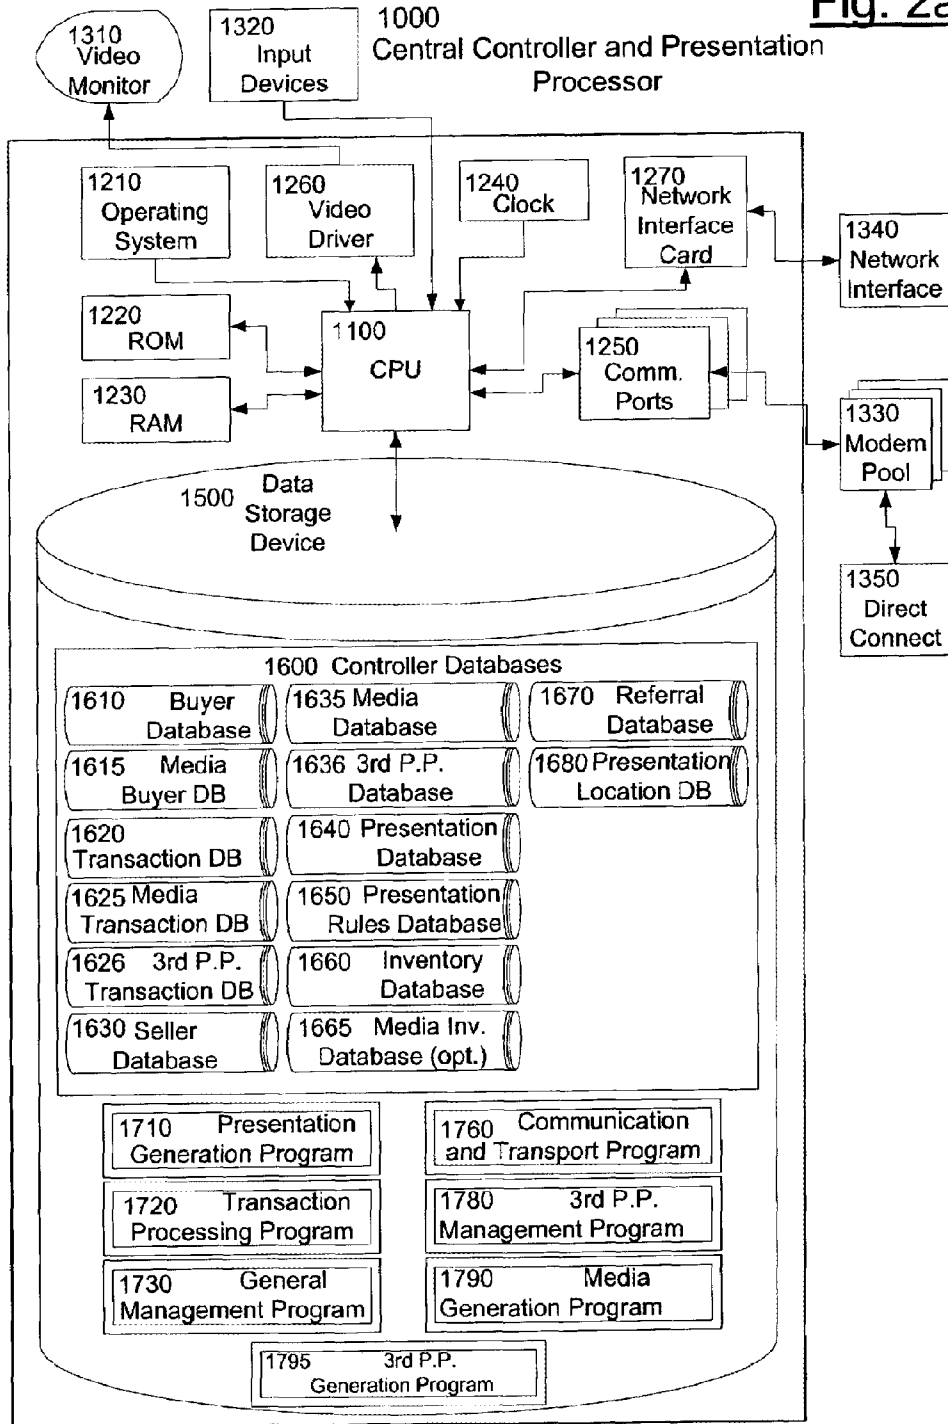 Fig. 2a
1000
Central Controller and Presentation
Processor
1310
Video
Monitor
1320
Input
Devices
1210
Operating
System
1260
Video
Driver
1240
Clock
1270
Network
Interface
Card
1340
Network
Interface
1220
ROM
1100
CPU
1250
Comm.
Ports
1230
RAM
1330
Modem
Pool
1500
Data
Storage
Device
1350
Direct
Connect
1600 Controller Databases
1610 Buyer
Database
1615 Media
Buyer DB
1620
Transaction DB
1625 Media
Transaction DB
1626 3rd P.P.
Transaction DB
1630 Seller
Database
1635 Media
Database
1636 3rd P.P.
Database
1640 Presentation
Database
1650 Presentation
Rules Database
1660 Inventory
Database
1665 Media Inv.
Database (opt.)
1670 Referral
Database
1680 Presentation
Location DB
1710 Presentation
Generation Program
1720 Transaction
Processing Program
1730 General
Management Program
1760 Communication
and Transport Program
1780 3rd P.P.
Management Program
1790 Media
Generation Program
1795 3rd P.P.
Generation Program